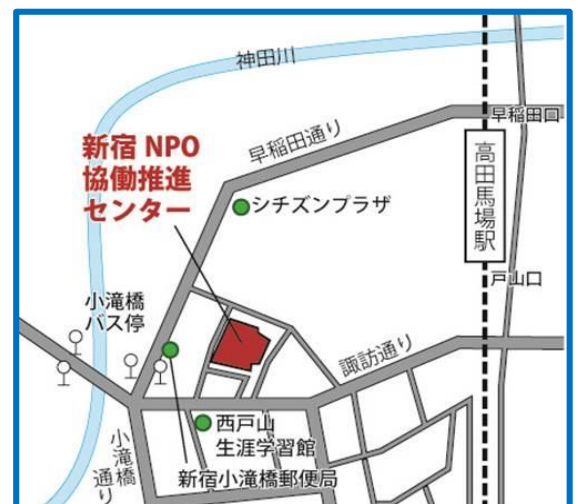 神田川
早稲田口
早稲田通り
新宿 NPO
協働推進
センター
高田馬場駅
シチズンプラザ
戸山口
小滝橋
バス停
諏訪通り
西戸山
生涯学習館
小滝橋
通り
新宿小滝橋郵便局